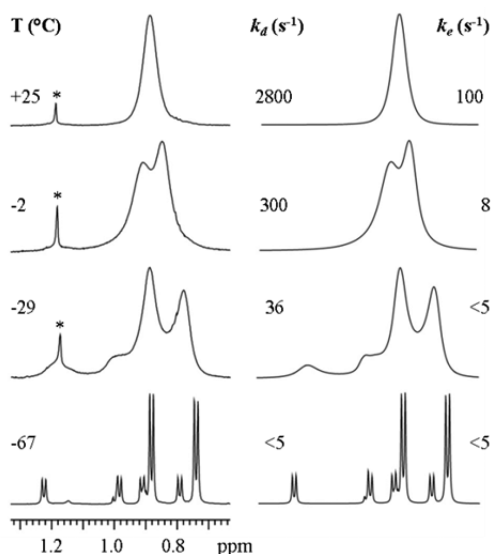 T (°C) k_d (s⁻¹) k_e (s⁻¹)
+25 * 2800 100
-2 * 300 8
-29 * 36 <5
-67 <5 <5
1.2 1.0 0.8 ppm